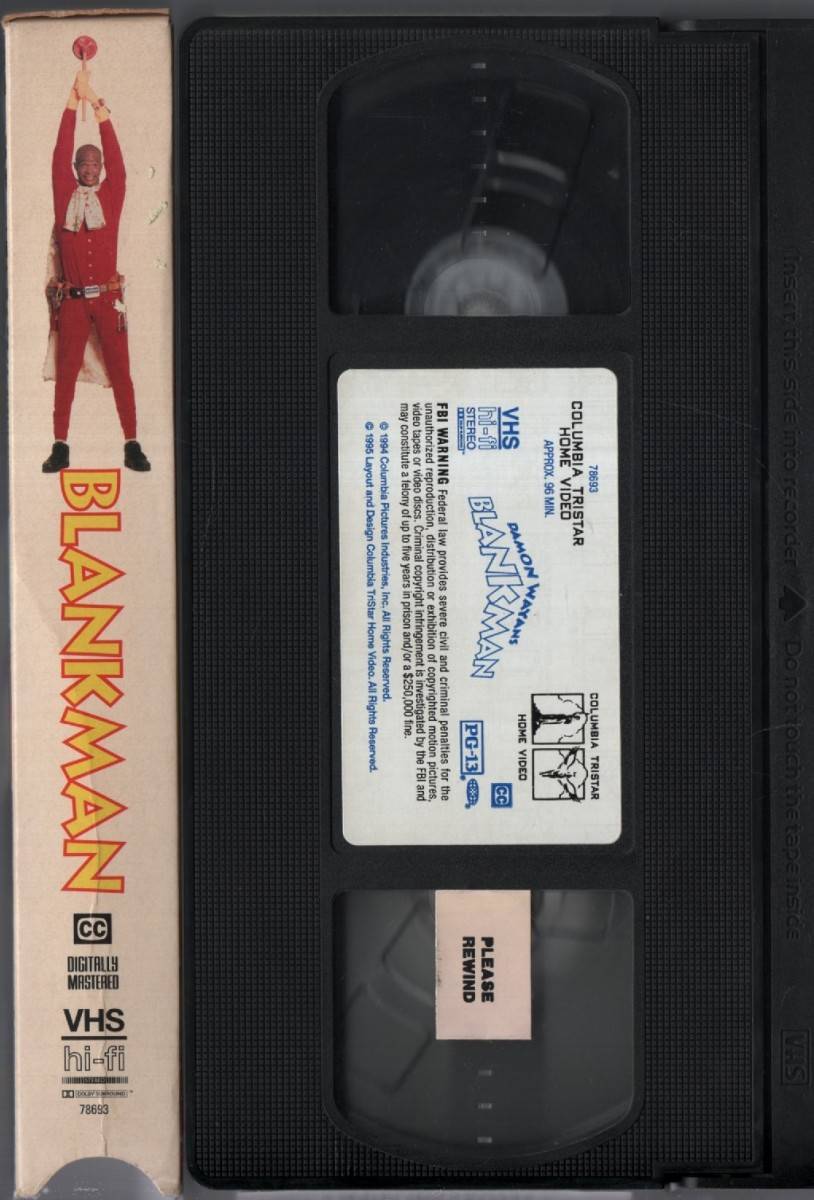 BLANKMAN
CC
DIGITALLY
MASTERED
VHS
hi-fi
STEREO
DOLBY SURROUND
78693
78693
COLUMBIA TRISTAR
HOME VIDEO
APPROX. 96 MIN.
VHS
hi-fi
STEREO
DAMON WAYANS
BLANKMAN
COLUMBIA TRISTAR
HOME VIDEO
CC
PG-13
FBI WARNING Federal law provides severe civil and criminal penalties for the
unauthorized reproduction, distribution or exhibition of copyrighted motion pictures,
video tapes or video discs. Criminal copyright infringement is investigated by the FBI and
may constitute a felony of up to five years in prison and/or a $250,000 fine.
© 1994 Columbia Pictures Industries, Inc. All Rights Reserved.
© 1995 Layout and Design Columbia TriStar Home Video. All Rights Reserved.
PLEASE
REWIND
Insert this side into recorder
Do not touch the tape inside
VHS